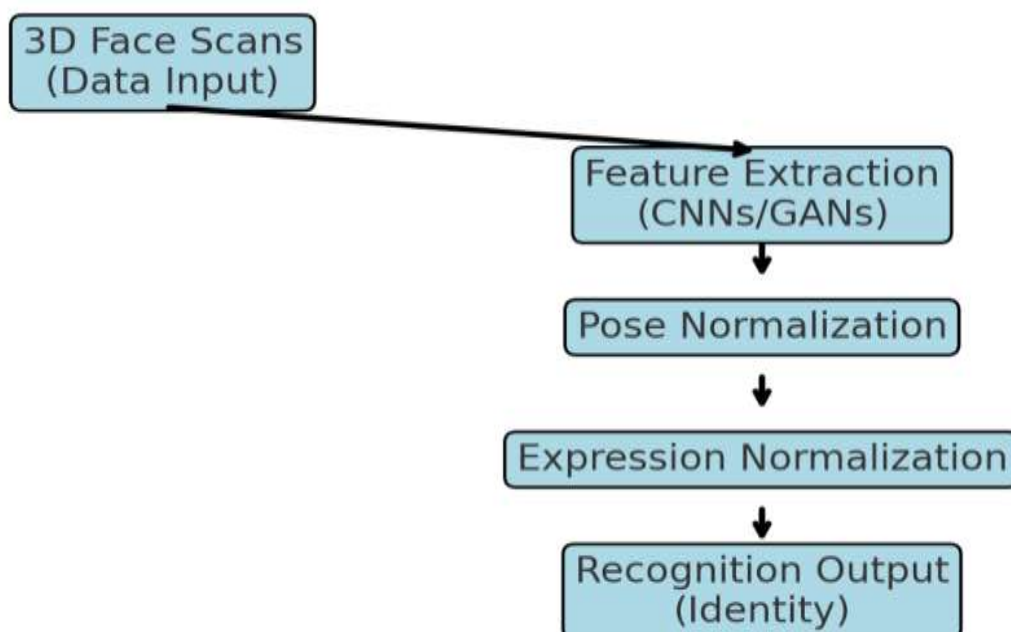 3D Face Scans
(Data Input)
Feature Extraction
(CNNs/GANs)
Pose Normalization
Expression Normalization
Recognition Output
(Identity)